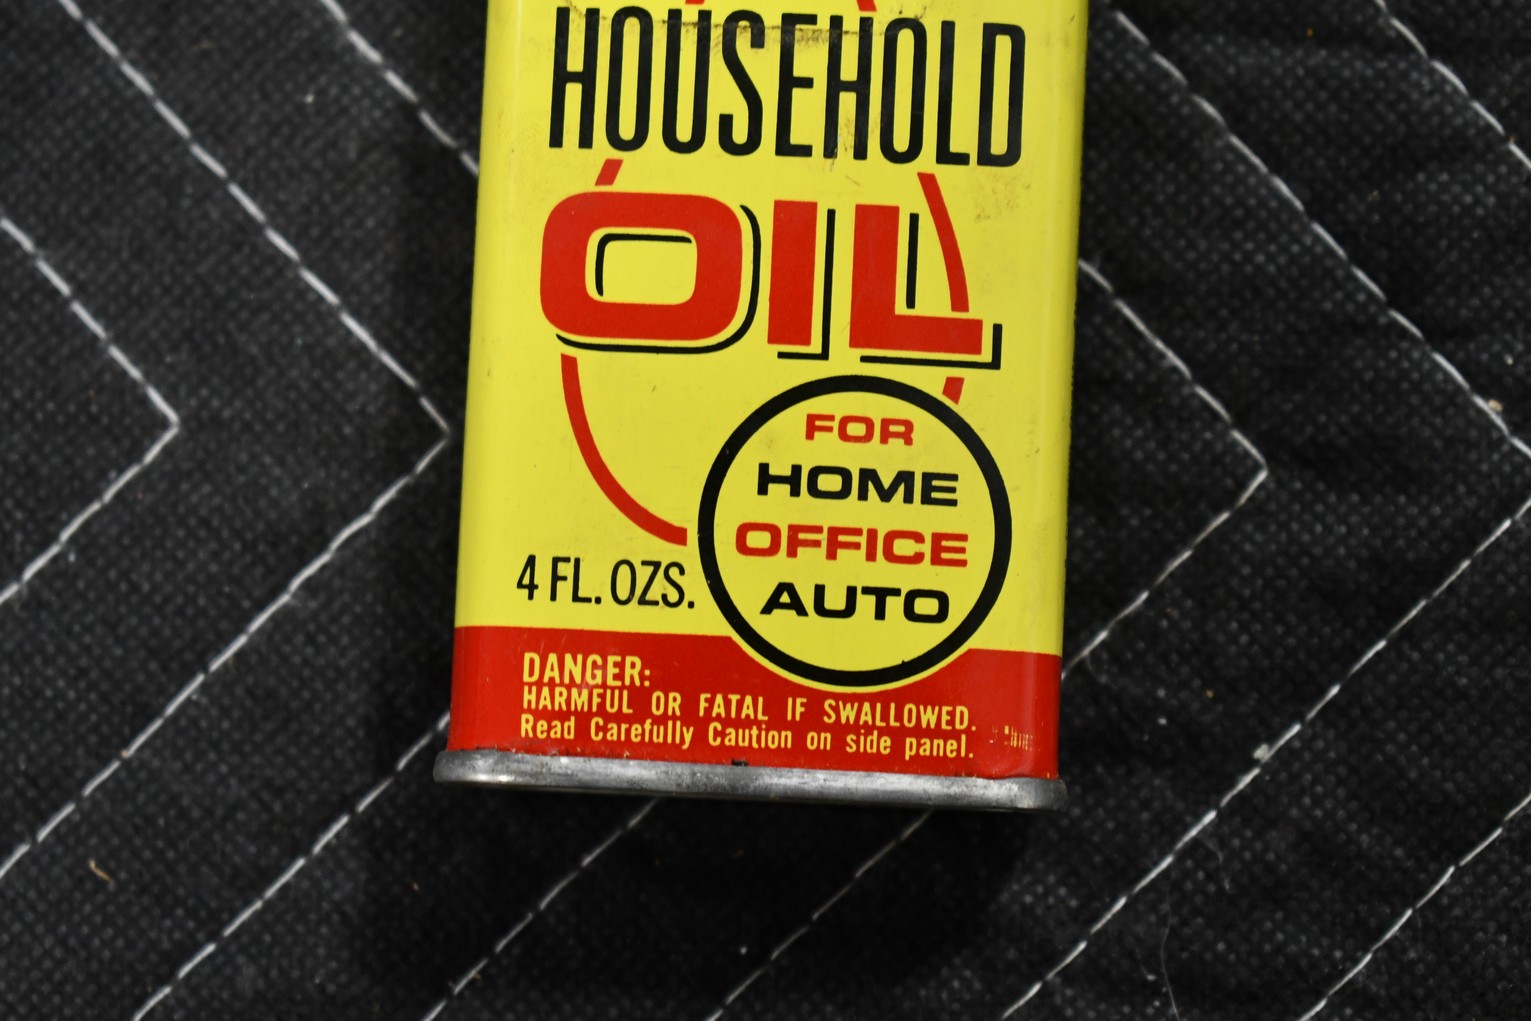 HOUSEHOLD
OIL
FOR
HOME
OFFICE
AUTO
4 FL. OZS.
DANGER:
HARMFUL OR FATAL IF SWALLOWED.
Read Carefully Caution on side panel.